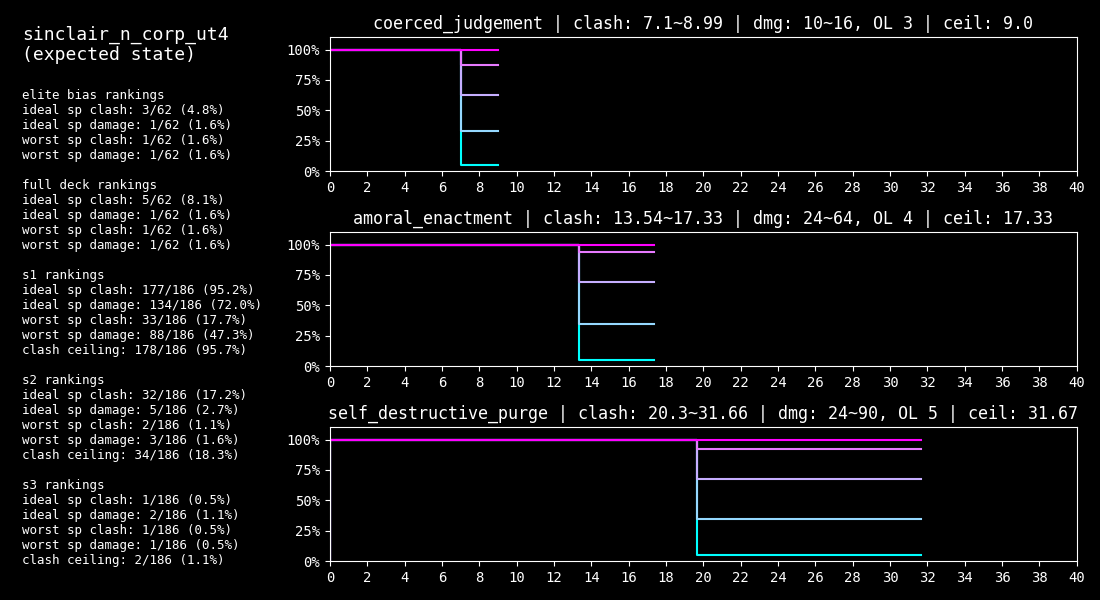 sinclair_n_corp_ut4
(expected state)
elite bias rankings
ideal sp clash: 3/62 (4.8%)
ideal sp damage: 1/62 (1.6%)
worst sp clash: 1/62 (1.6%)
worst sp damage: 1/62 (1.6%)
full deck rankings
ideal sp clash: 5/62 (8.1%)
ideal sp damage: 1/62 (1.6%)
worst sp clash: 1/62 (1.6%)
worst sp damage: 1/62 (1.6%)
s1 rankings
ideal sp clash: 177/186 (95.2%)
ideal sp damage: 134/186 (72.0%)
worst sp clash: 33/186 (17.7%)
worst sp damage: 88/186 (47.3%)
clash ceiling: 178/186 (95.7%)
s2 rankings
ideal sp clash: 32/186 (17.2%)
ideal sp damage: 5/186 (2.7%)
worst sp clash: 2/186 (1.1%)
worst sp damage: 3/186 (1.6%)
clash ceiling: 34/186 (18.3%)
s3 rankings
ideal sp clash: 1/186 (0.5%)
ideal sp damage: 2/186 (1.1%)
worst sp clash: 1/186 (0.5%)
worst sp damage: 1/186 (0.5%)
clash ceiling: 2/186 (1.1%)
coerced_judgement | clash: 7.1~8.99 | dmg: 10~16, OL 3 | ceil: 9.0
100%
75%
50%
25%
0%
0 2 4 6 8 10 12 14 16 18 20 22 24 26 28 30 32 34 36 38 40
amoral_enactment | clash: 13.54~17.33 | dmg: 24~64, OL 4 | ceil: 17.33
100%
75%
50%
25%
0%
0 2 4 6 8 10 12 14 16 18 20 22 24 26 28 30 32 34 36 38 40
self_destructive_purge | clash: 20.3~31.66 | dmg: 24~90, OL 5 | ceil: 31.67
100%
75%
50%
25%
0%
0 2 4 6 8 10 12 14 16 18 20 22 24 26 28 30 32 34 36 38 40